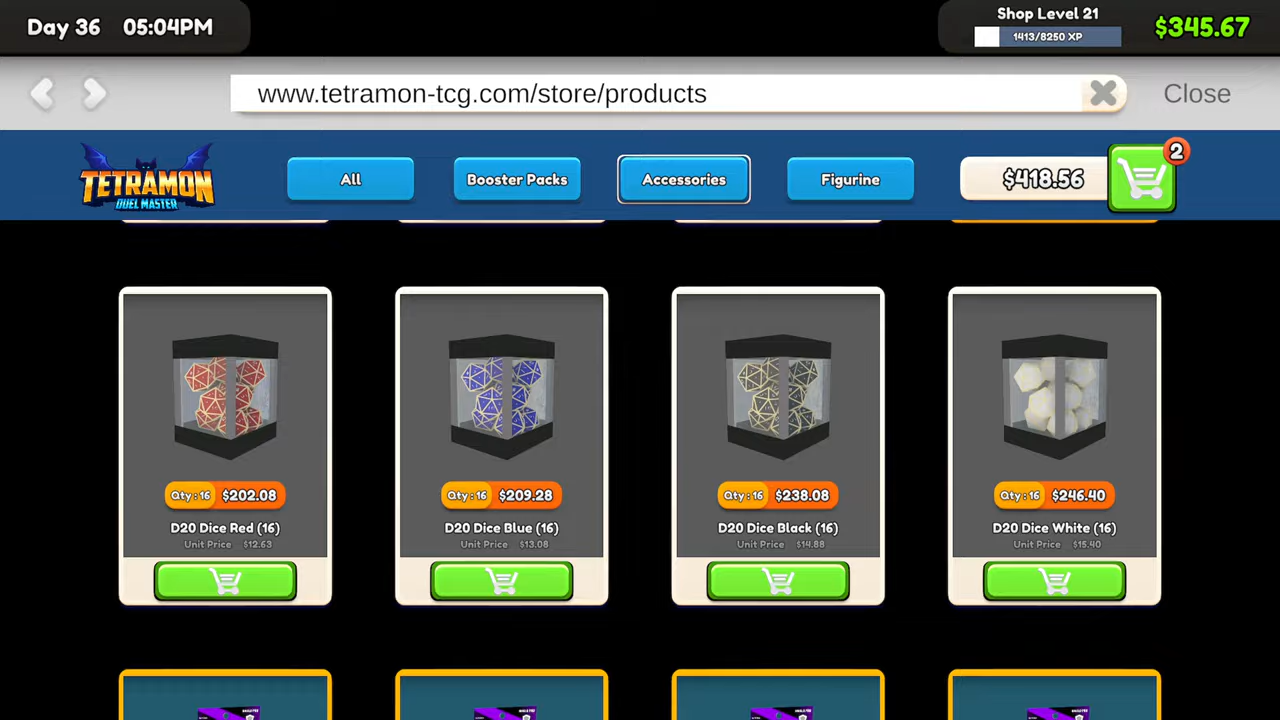 Day 36 05:04PM
Shop Level 21
1413/8250 XP
$345.67
www.tetramon-tcg.com/store/products
Close
TETRAMON
DUEL MASTER
All
Booster Packs
Accessories
Figurine
$418.56
2
Qty : 16 $202.08
D20 Dice Red (16)
Unit Price $12.63
Qty : 16 $209.28
D20 Dice Blue (16)
Unit Price $13.08
Qty : 16 $238.08
D20 Dice Black (16)
Unit Price $14.88
Qty : 16 $246.40
D20 Dice White (16)
Unit Price $15.40